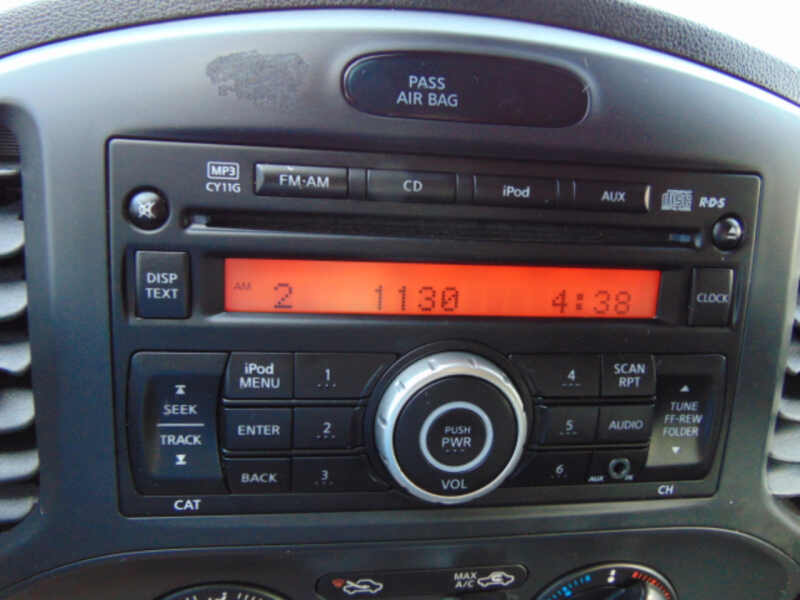 PASS
AIR BAG
MP3
CY11G
FM·AM
CD
iPod
AUX
R·D·S
DISP
TEXT
AM 2 1130 4:38
CLOCK
iPod
MENU
1
4
SCAN
RPT
SEEK
TRACK
ENTER
2
PUSH
PWR
5
AUDIO
TUNE
FF·REW
FOLDER
BACK
3
VOL
6
AUX IN
CAT
CH
MAX
A/C